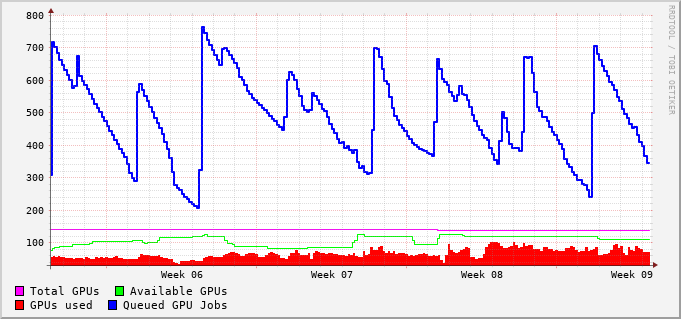 800
700
600
500
400
300
200
100
Week 06 Week 07 Week 08 Week 09
Total GPUs Available GPUs
GPUs used Queued GPU Jobs
RRDTOOL / TOBI OETIKER